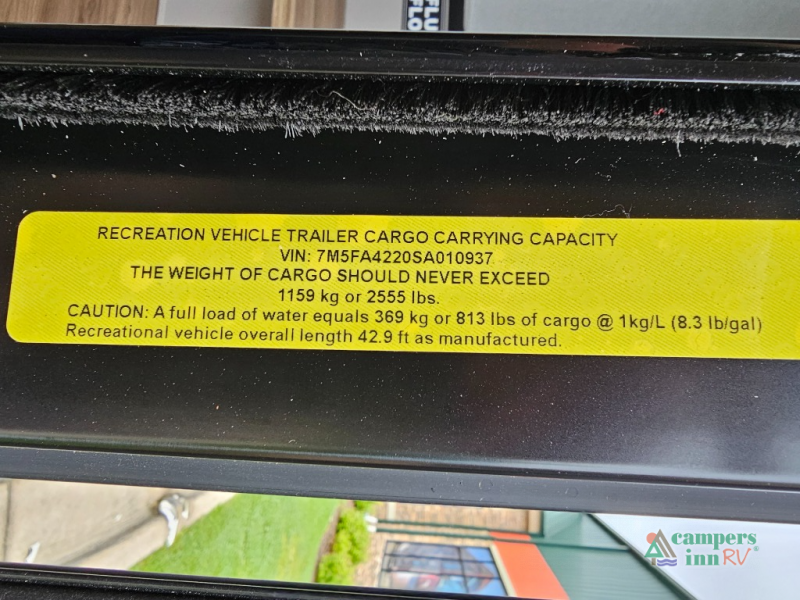 FLU
FLO
RECREATION VEHICLE TRAILER CARGO CARRYING CAPACITY
VIN: 7M5FA4220SA010937
THE WEIGHT OF CARGO SHOULD NEVER EXCEED
1159 kg or 2555 lbs.
CAUTION: A full load of water equals 369 kg or 813 lbs of cargo @ 1kg/L (8.3 lb/gal)
Recreational vehicle overall length 42.9 ft as manufactured.
campers
inn RV®